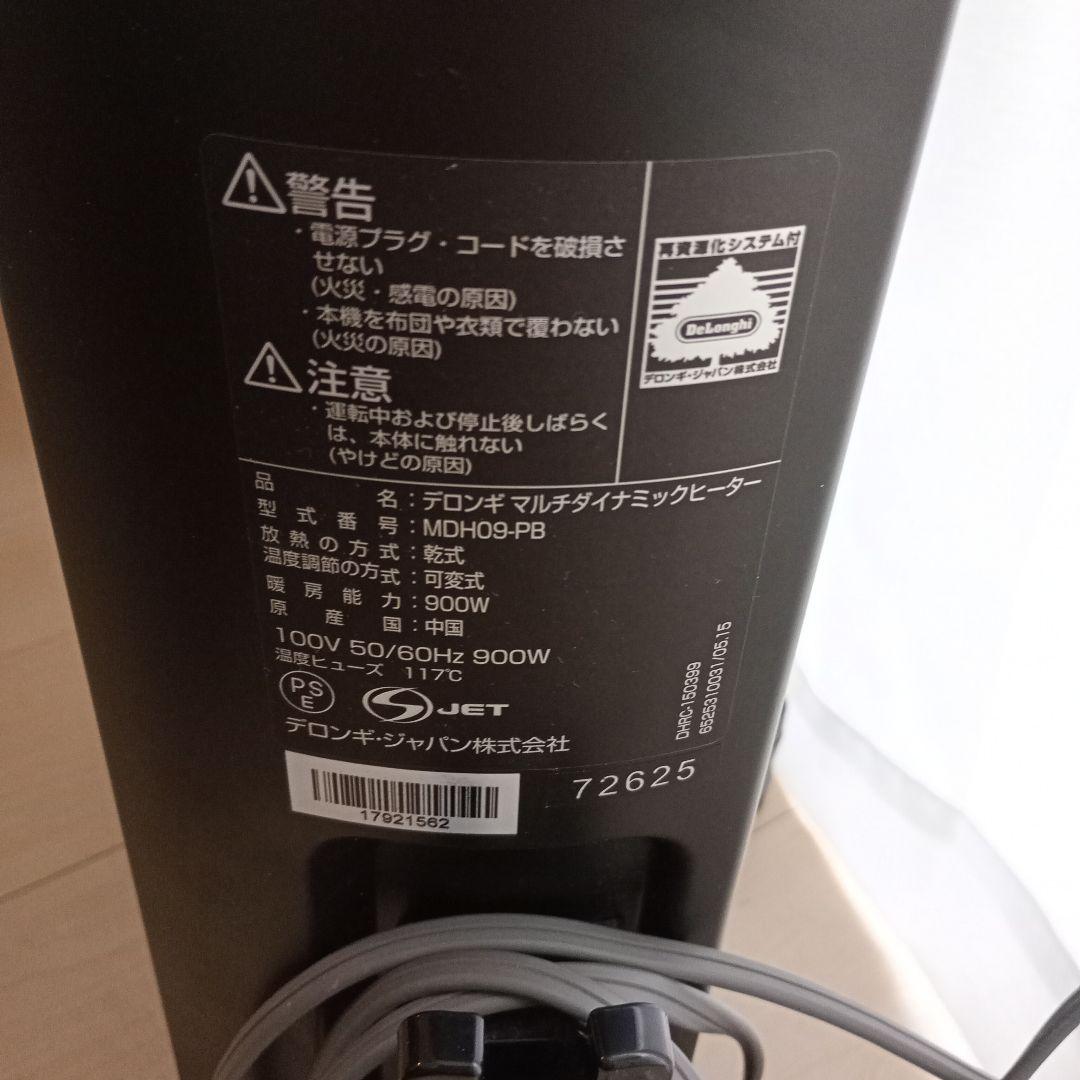 警告
・電源プラグ・コードを破損さ
せない
(火災・感電の原因)
・本機を布団や衣類で覆わない
(火災の原因)
注意
・運転中および停止後しばらく
は、本体に触れない
(やけどの原因)
再資源化システム付
DeLonghi
デロンギ・ジャパン株式会社
品名：デロンギ マルチダイナミックヒーター
型式番号：MDH09-PB
放熱の方式：乾式
温度調節の方式：可変式
暖房能力：900W
原産国：中国
100V 50/60Hz 900W
温度ヒューズ 117℃
PS
E
S JET
デロンギ・ジャパン株式会社
DHRC-150399
6525310031/05.15
17921562
72625